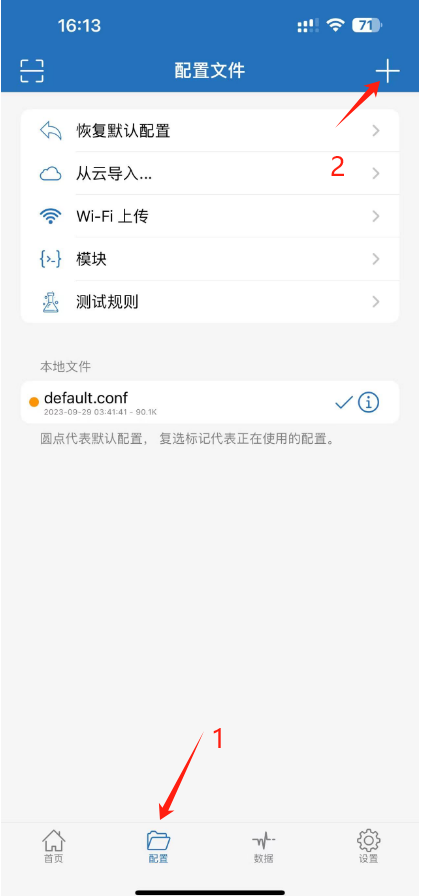 16:13
71
配置文件
2
恢复默认配置
从云导入...
Wi-Fi 上传
模块
测试规则
本地文件
default.conf
2023-09-29 03:41:41 - 90.1K
圆点代表默认配置， 复选标记代表正在使用的配置。
1
首页
配置
数据
设置